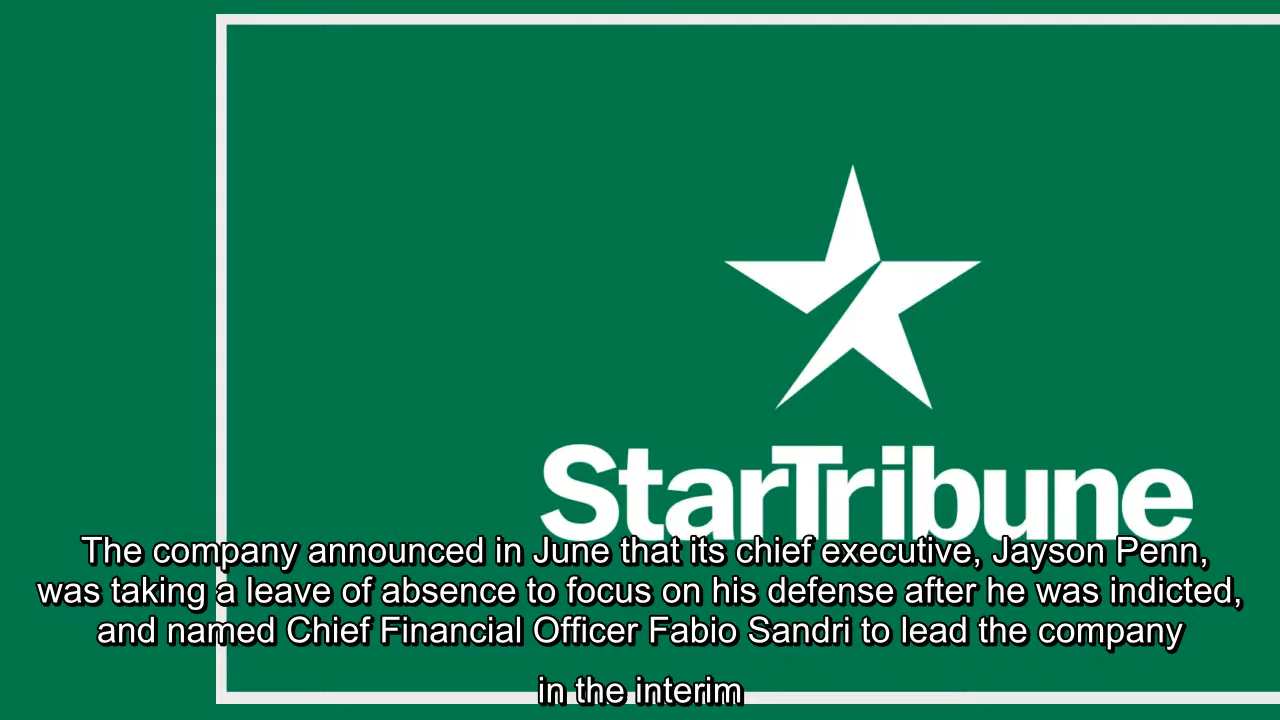 StarTribune
The company announced in June that its chief executive, Jayson Penn,
was taking a leave of absence to focus on his defense after he was indicted,
and named Chief Financial Officer Fabio Sandri to lead the company
in the interim